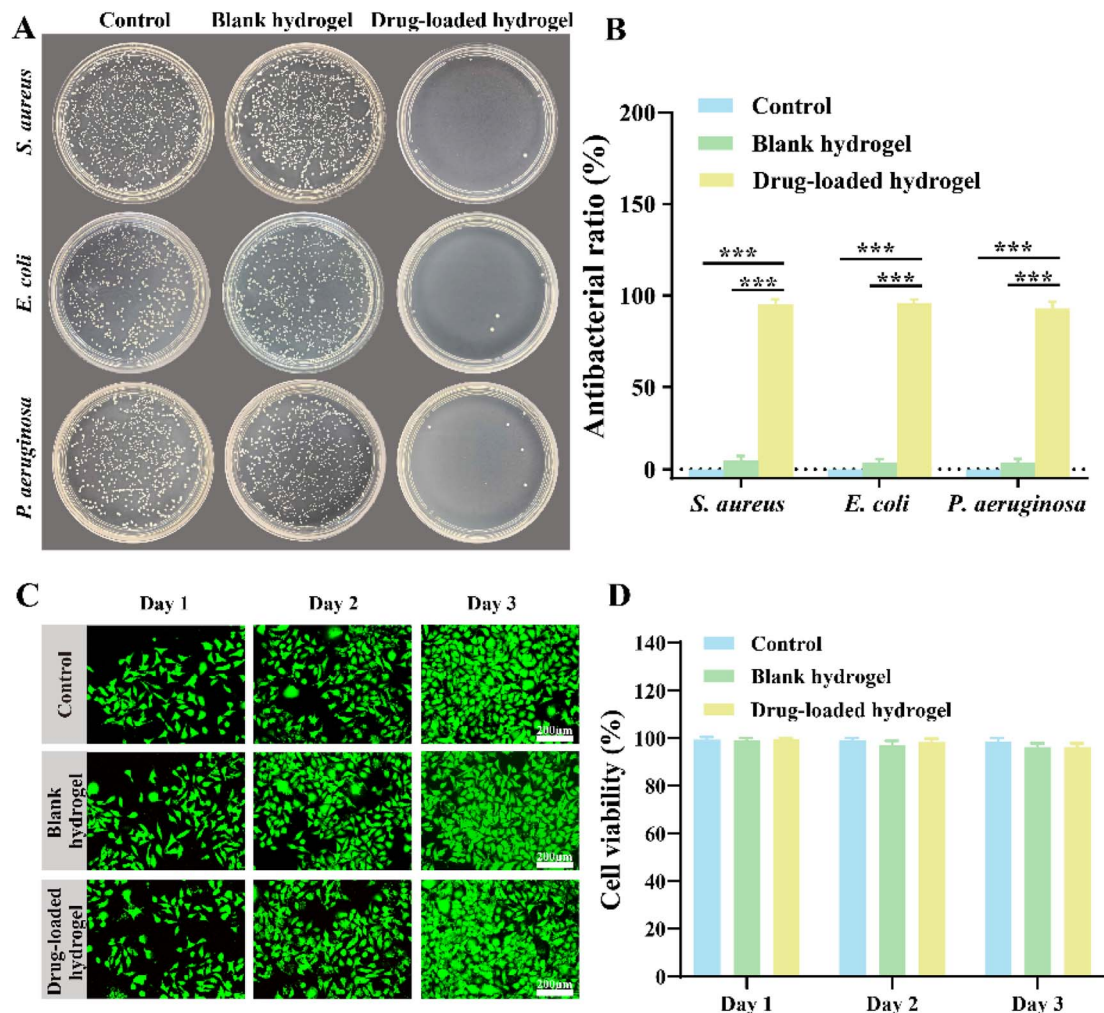 A
Control
Blank hydrogel
Drug-loaded hydrogel
S. aureus
E. coli
P. aeruginosa
B
Control
Blank hydrogel
Drug-loaded hydrogel
Antibacterial ratio (%)
200
150
100
50
0
***
***
***
***
***
***
S. aureus
E. coli
P. aeruginosa
C
Day 1
Day 2
Day 3
Control
Blank
hydrogel
Drug-loaded
hydrogel
200um
200um
200um
D
Control
Blank hydrogel
Drug-loaded hydrogel
Cell viability (%)
140
120
100
80
60
40
20
0
Day 1
Day 2
Day 3